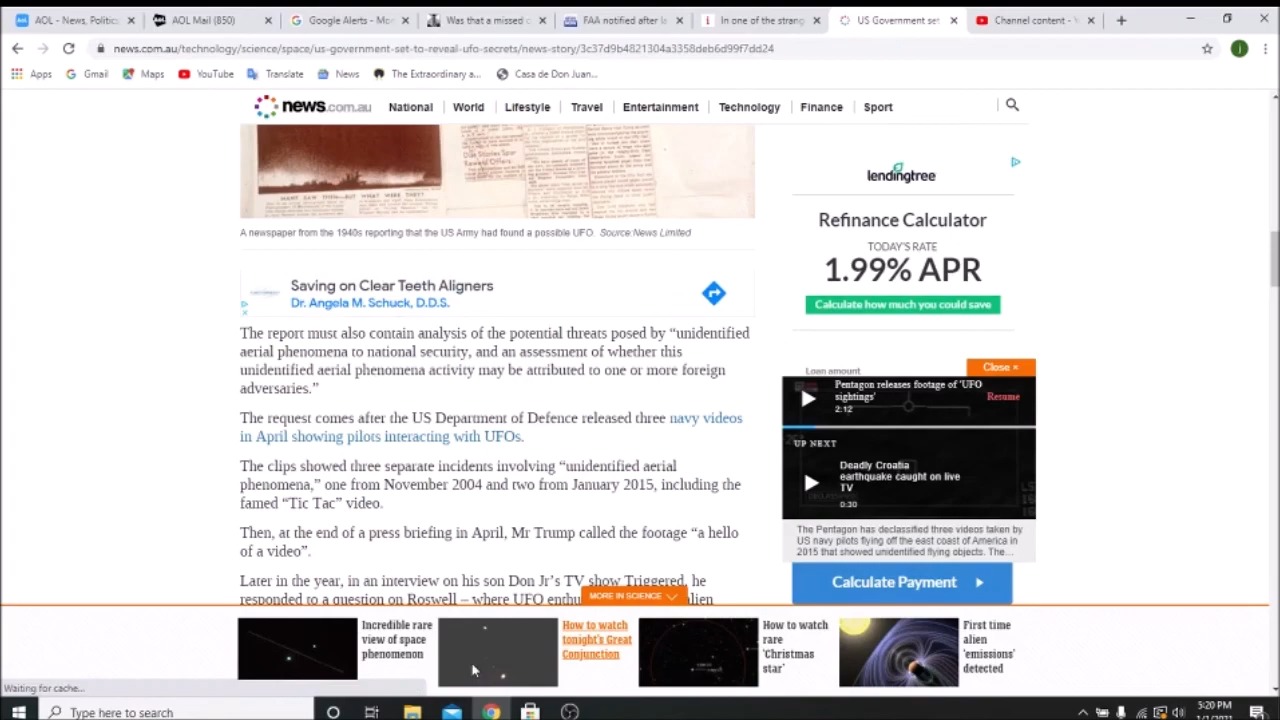 AOL - News, Politic
AOL Mail (850)
Google Alerts - Mon
Was that a missed c
FAA notified after la
In one of the strang
US Government set
Channel content - Y
news.com.au/technology/science/space/us-government-set-to-reveal-ufo-secrets/news-story/3c37d9b4821304a3358deb6d99f7dd24
Apps Gmail Maps YouTube Translate News The Extraordinary a... Casa de Don Juan...
news.com.au National World Lifestyle Travel Entertainment Technology Finance Sport
MANY SAW THEM—BUT WHAT WERE THEY?
A newspaper from the 1940s reporting that the US Army had found a possible UFO. Source:News Limited
Saving on Clear Teeth Aligners
Dr. Angela M. Schuck, D.D.S.
The report must also contain analysis of the potential threats posed by “unidentified
aerial phenomena to national security, and an assessment of whether this
unidentified aerial phenomena activity may be attributed to one or more foreign
adversaries.”
The request comes after the US Department of Defence released three navy videos
in April showing pilots interacting with UFOs.
The clips showed three separate incidents involving “unidentified aerial
phenomena,” one from November 2004 and two from January 2015, including the
famed “Tic Tac” video.
Then, at the end of a press briefing in April, Mr Trump called the footage “a hello
of a video”.
Later in the year, in an interview on his son Don Jr’s TV show Triggered, he
responded to a question on Roswell – where UFO enthu
alien
lendingtree
Refinance Calculator
TODAY'S RATE
1.99% APR
Calculate how much you could save
Loan amount
Close ×
Pentagon releases footage of 'UFO
sightings'
Resume
2:12
UP NEXT
Deadly Croatia
earthquake caught on live
TV
0:30
The Pentagon has declassified three videos taken by
US navy pilots flying off the east coast of America in
2015 that showed unidentified flying objects. The...
Calculate Payment
MORE IN SCIENCE
Incredible rare
view of space
phenomenon
How to watch
tonight's Great
Conjunction
How to watch
rare
'Christmas
star'
First time
alien
'emissions'
detected
Waiting for cache...
Type here to search
5:20 PM
1/1/2021